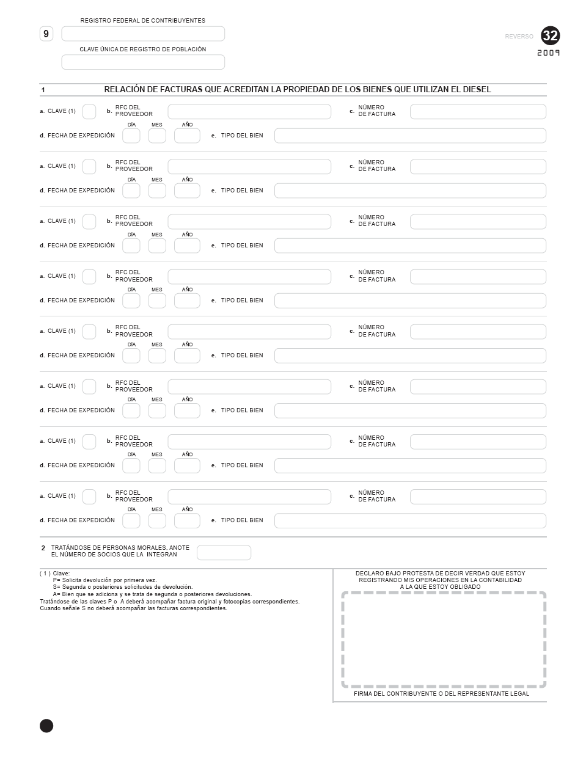 REGISTRO FEDERAL DE CONTRIBUYENTES
9
REVERSO 32
2009
CLAVE ÚNICA DE REGISTRO DE POBLACIÓN
1 RELACIÓN DE FACTURAS QUE ACREDITAN LA PROPIEDAD DE LOS BIENES QUE UTILIZAN EL DIESEL
a. CLAVE (1) b. RFC DEL PROVEEDOR c. NÚMERO DE FACTURA
DÍA MES AÑO
d. FECHA DE EXPEDICIÓN e. TIPO DEL BIEN
a. CLAVE (1) b. RFC DEL PROVEEDOR c. NÚMERO DE FACTURA
DÍA MES AÑO
d. FECHA DE EXPEDICIÓN e. TIPO DEL BIEN
a. CLAVE (1) b. RFC DEL PROVEEDOR c. NÚMERO DE FACTURA
DÍA MES AÑO
d. FECHA DE EXPEDICIÓN e. TIPO DEL BIEN
a. CLAVE (1) b. RFC DEL PROVEEDOR c. NÚMERO DE FACTURA
DÍA MES AÑO
d. FECHA DE EXPEDICIÓN e. TIPO DEL BIEN
a. CLAVE (1) b. RFC DEL PROVEEDOR c. NÚMERO DE FACTURA
DÍA MES AÑO
d. FECHA DE EXPEDICIÓN e. TIPO DEL BIEN
a. CLAVE (1) b. RFC DEL PROVEEDOR c. NÚMERO DE FACTURA
DÍA MES AÑO
d. FECHA DE EXPEDICIÓN e. TIPO DEL BIEN
a. CLAVE (1) b. RFC DEL PROVEEDOR c. NÚMERO DE FACTURA
DÍA MES AÑO
d. FECHA DE EXPEDICIÓN e. TIPO DEL BIEN
a. CLAVE (1) b. RFC DEL PROVEEDOR c. NÚMERO DE FACTURA
DÍA MES AÑO
d. FECHA DE EXPEDICIÓN e. TIPO DEL BIEN
2 TRATÁNDOSE DE PERSONAS MORALES, ANOTE
EL NÚMERO DE SOCIOS QUE LA INTEGRAN
( 1 ) Clave:
P= Solicita devolución por primera vez.
S= Segunda o posteriores solicitudes de devolución.
A= Bien que se adiciona y se trata de segunda o posteriores devoluciones.
Tratándose de las claves P o A deberá acompañar factura original y fotocopias correspondientes.
Cuando señale S no deberá acompañar las facturas correspondientes.
DECLARO BAJO PROTESTA DE DECIR VERDAD QUE ESTOY
REGISTRANDO MIS OPERACIONES EN LA CONTABILIDAD
A LA QUE ESTOY OBLIGADO
FIRMA DEL CONTRIBUYENTE O DEL REPRESENTANTE LEGAL